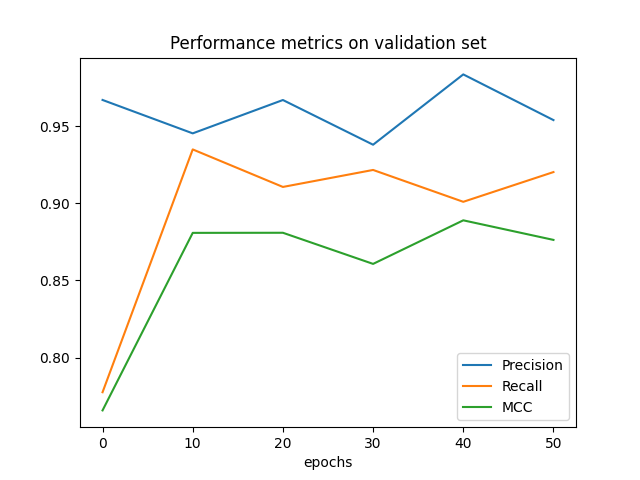 Performance metrics on validation set
0.95
0.90
0.85
0.80
Precision
Recall
MCC
0 10 20 30 40 50
epochs